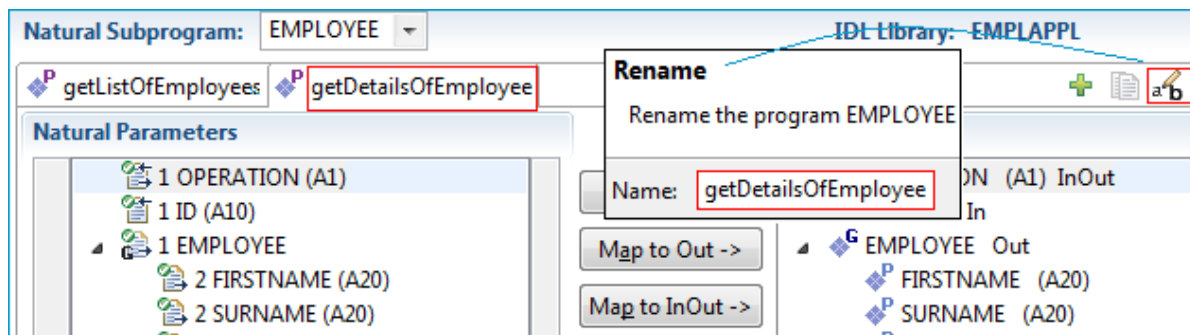 Natural Subprogram: EMPLOYEE IDL Library: EMPLAPPL
getListOfEmployees getDetailsOfEmployee
Rename
Rename the program EMPLOYEE
Name: getDetailsOfEmployee
Natural Parameters
1 OPERATION (A1)
1 ID (A10)
1 EMPLOYEE
2 FIRSTNAME (A20)
2 SURNAME (A20)
Map to Out ->
Map to InOut ->
(A1) InOut
In
EMPLOYEE Out
FIRSTNAME (A20)
SURNAME (A20)